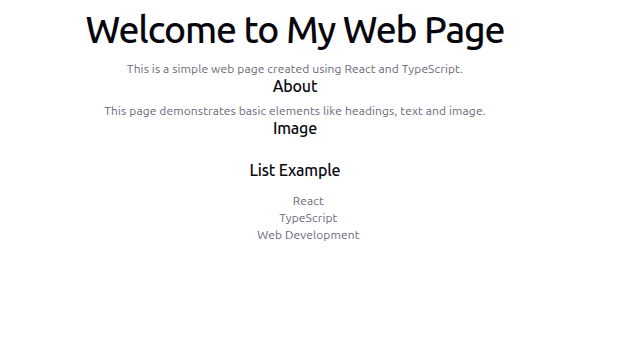 Welcome to My Web Page
This is a simple web page created using React and TypeScript.
About
This page demonstrates basic elements like headings, text and image.
Image
List Example
React
TypeScript
Web Development